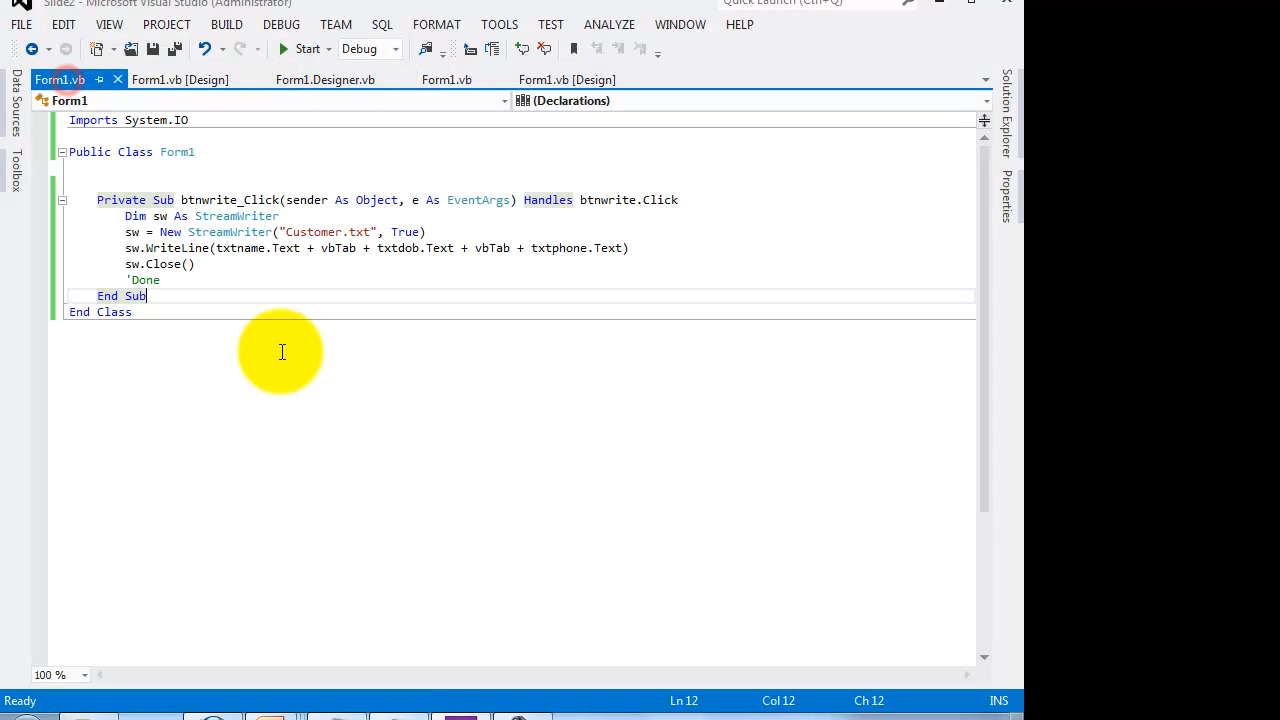 Slide2 - Microsoft Visual Studio (Administrator)
Quick Launch (Ctrl+Q)
FILE EDIT VIEW PROJECT BUILD DEBUG TEAM SQL FORMAT TOOLS TEST ANALYZE WINDOW HELP
Start Debug
Form1.vb Form1.vb [Design] Form1.Designer.vb Form1.vb Form1.vb [Design]
Form1 (Declarations)
Data Sources
Toolbox
Solution Explorer
Properties
Imports System.IO
Public Class Form1
Private Sub btnwrite_Click(sender As Object, e As EventArgs) Handles btnwrite.Click
Dim sw As StreamWriter
sw = New StreamWriter("Customer.txt", True)
sw.WriteLine(txtname.Text + vbTab + txtdob.Text + vbTab + txtphone.Text)
sw.Close()
'Done
End Sub
End Class
100 %
Ready Ln 12 Col 12 Ch 12 INS